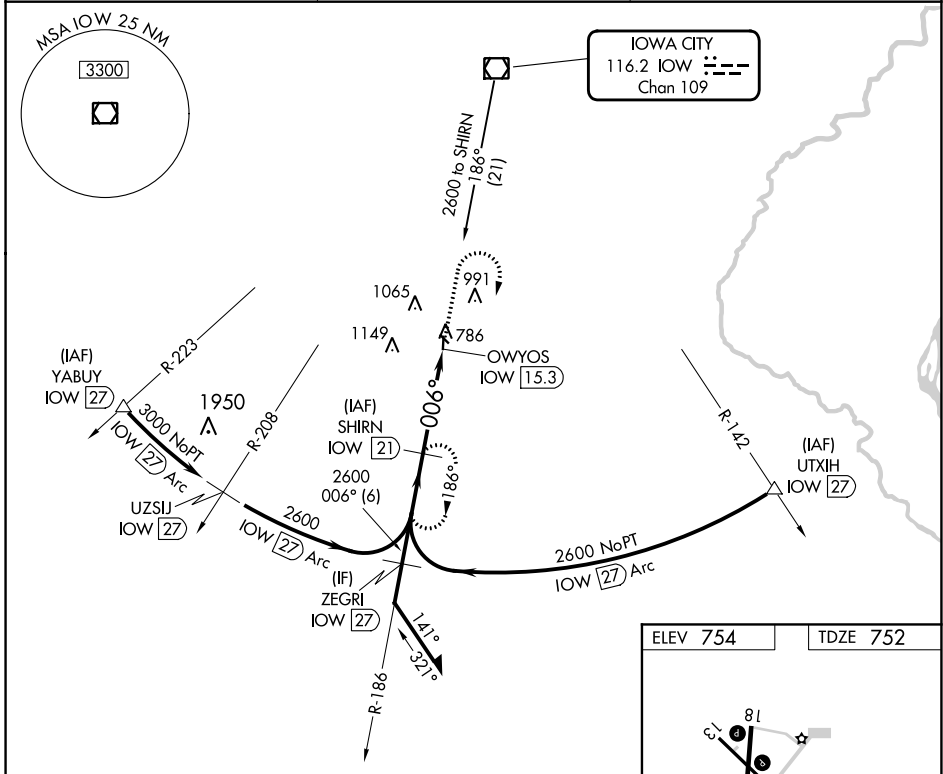 MSA IOW 25 NM
3300
IOWA CITY
116.2 IOW
Chan 109
2600 to SHIRN
186°
(21)
991
1065
1149
786
OWYOS
IOW 15.3
R-223
(IAF)
YABUY
IOW 27
3000 NoPT
IOW 27 Arc
1950
R-208
006°
(IAF)
SHIRN
IOW 21
186°
R-142
(IAF)
UTXIH
IOW 27
2600
006° (6)
UZSIJ
IOW 27
2600
IOW 27 Arc
2600 NoPT
IOW 27 Arc
(IF)
ZEGRI
IOW 27
141°
321°
R-186
ELEV 754
TDZE 752
18
13
P
P